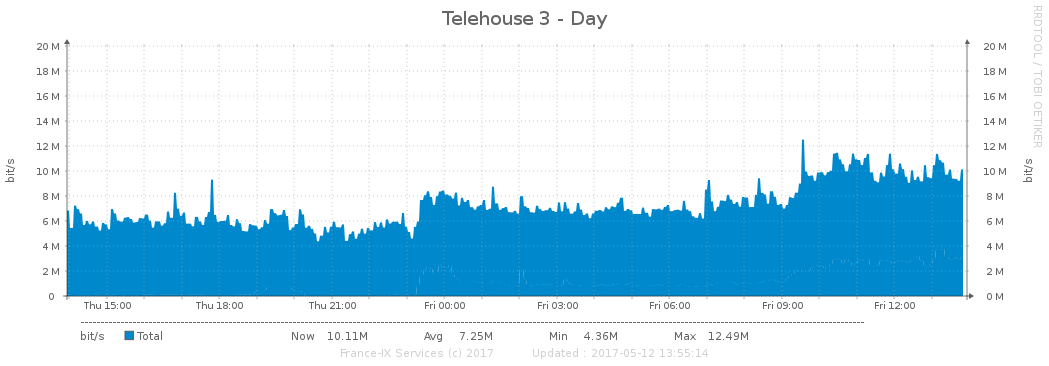 Telehouse 3 - Day
RRDTOOL / TOBI OETIKER
20 M 20 M
18 M 18 M
16 M 16 M
14 M 14 M
12 M 12 M
10 M 10 M
8 M 8 M
6 M 6 M
4 M 4 M
2 M 2 M
0 0 M
bit/s bit/s
Thu 15:00 Thu 18:00 Thu 21:00 Fri 00:00 Fri 03:00 Fri 06:00 Fri 09:00 Fri 12:00
bit/s Total Now 10.11M Avg 7.25M Min 4.36M Max 12.49M
France-IX Services (c) 2017 Updated : 2017-05-12 13:55:14